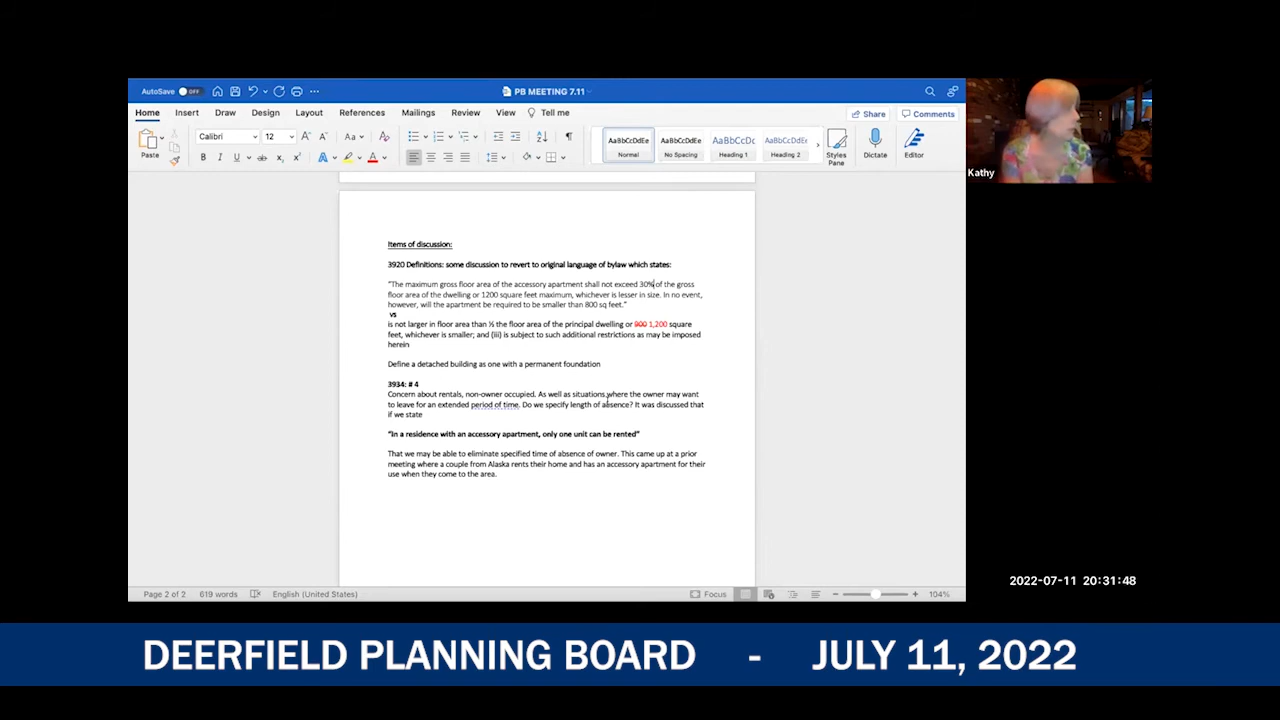 AutoSave OFF
PB MEETING 7.11
Home Insert Draw Design Layout References Mailings Review View Tell me
Share Comments
Paste
Calibri 12
AaBbCcDdEe AaBbCcDdEe AaBbCcDc AaBbCcDdEe
Normal No Spacing Heading 1 Heading 2
Styles Pane
Dictate
Editor
Kathy
Items of discussion:
3920 Definitions: some discussion to revert to original language of bylaw which states:
"The maximum gross floor area of the accessory apartment shall not exceed 30% of the gross
floor area of the dwelling or 1200 square feet maximum, whichever is lesser in size. In no event,
however, will the apartment be required to be smaller than 800 sq feet."
vs
is not larger in floor area than ½ the floor area of the principal dwelling or 900 1,200 square
feet, whichever is smaller; and (iii) is subject to such additional restrictions as may be imposed
herein
Define a detached building as one with a permanent foundation
3934: # 4
Concern about rentals, non-owner occupied. As well as situations where the owner may want
to leave for an extended period of time. Do we specify length of absence? It was discussed that
if we state
"In a residence with an accessory apartment, only one unit can be rented"
That we may be able to eliminate specified time of absence of owner. This came up at a prior
meeting where a couple from Alaska rents their home and has an accessory apartment for their
use when they come to the area.
2022-07-11 20:31:48
Page 2 of 2 619 words English (United States) Focus 104%
DEERFIELD PLANNING BOARD - JULY 11, 2022